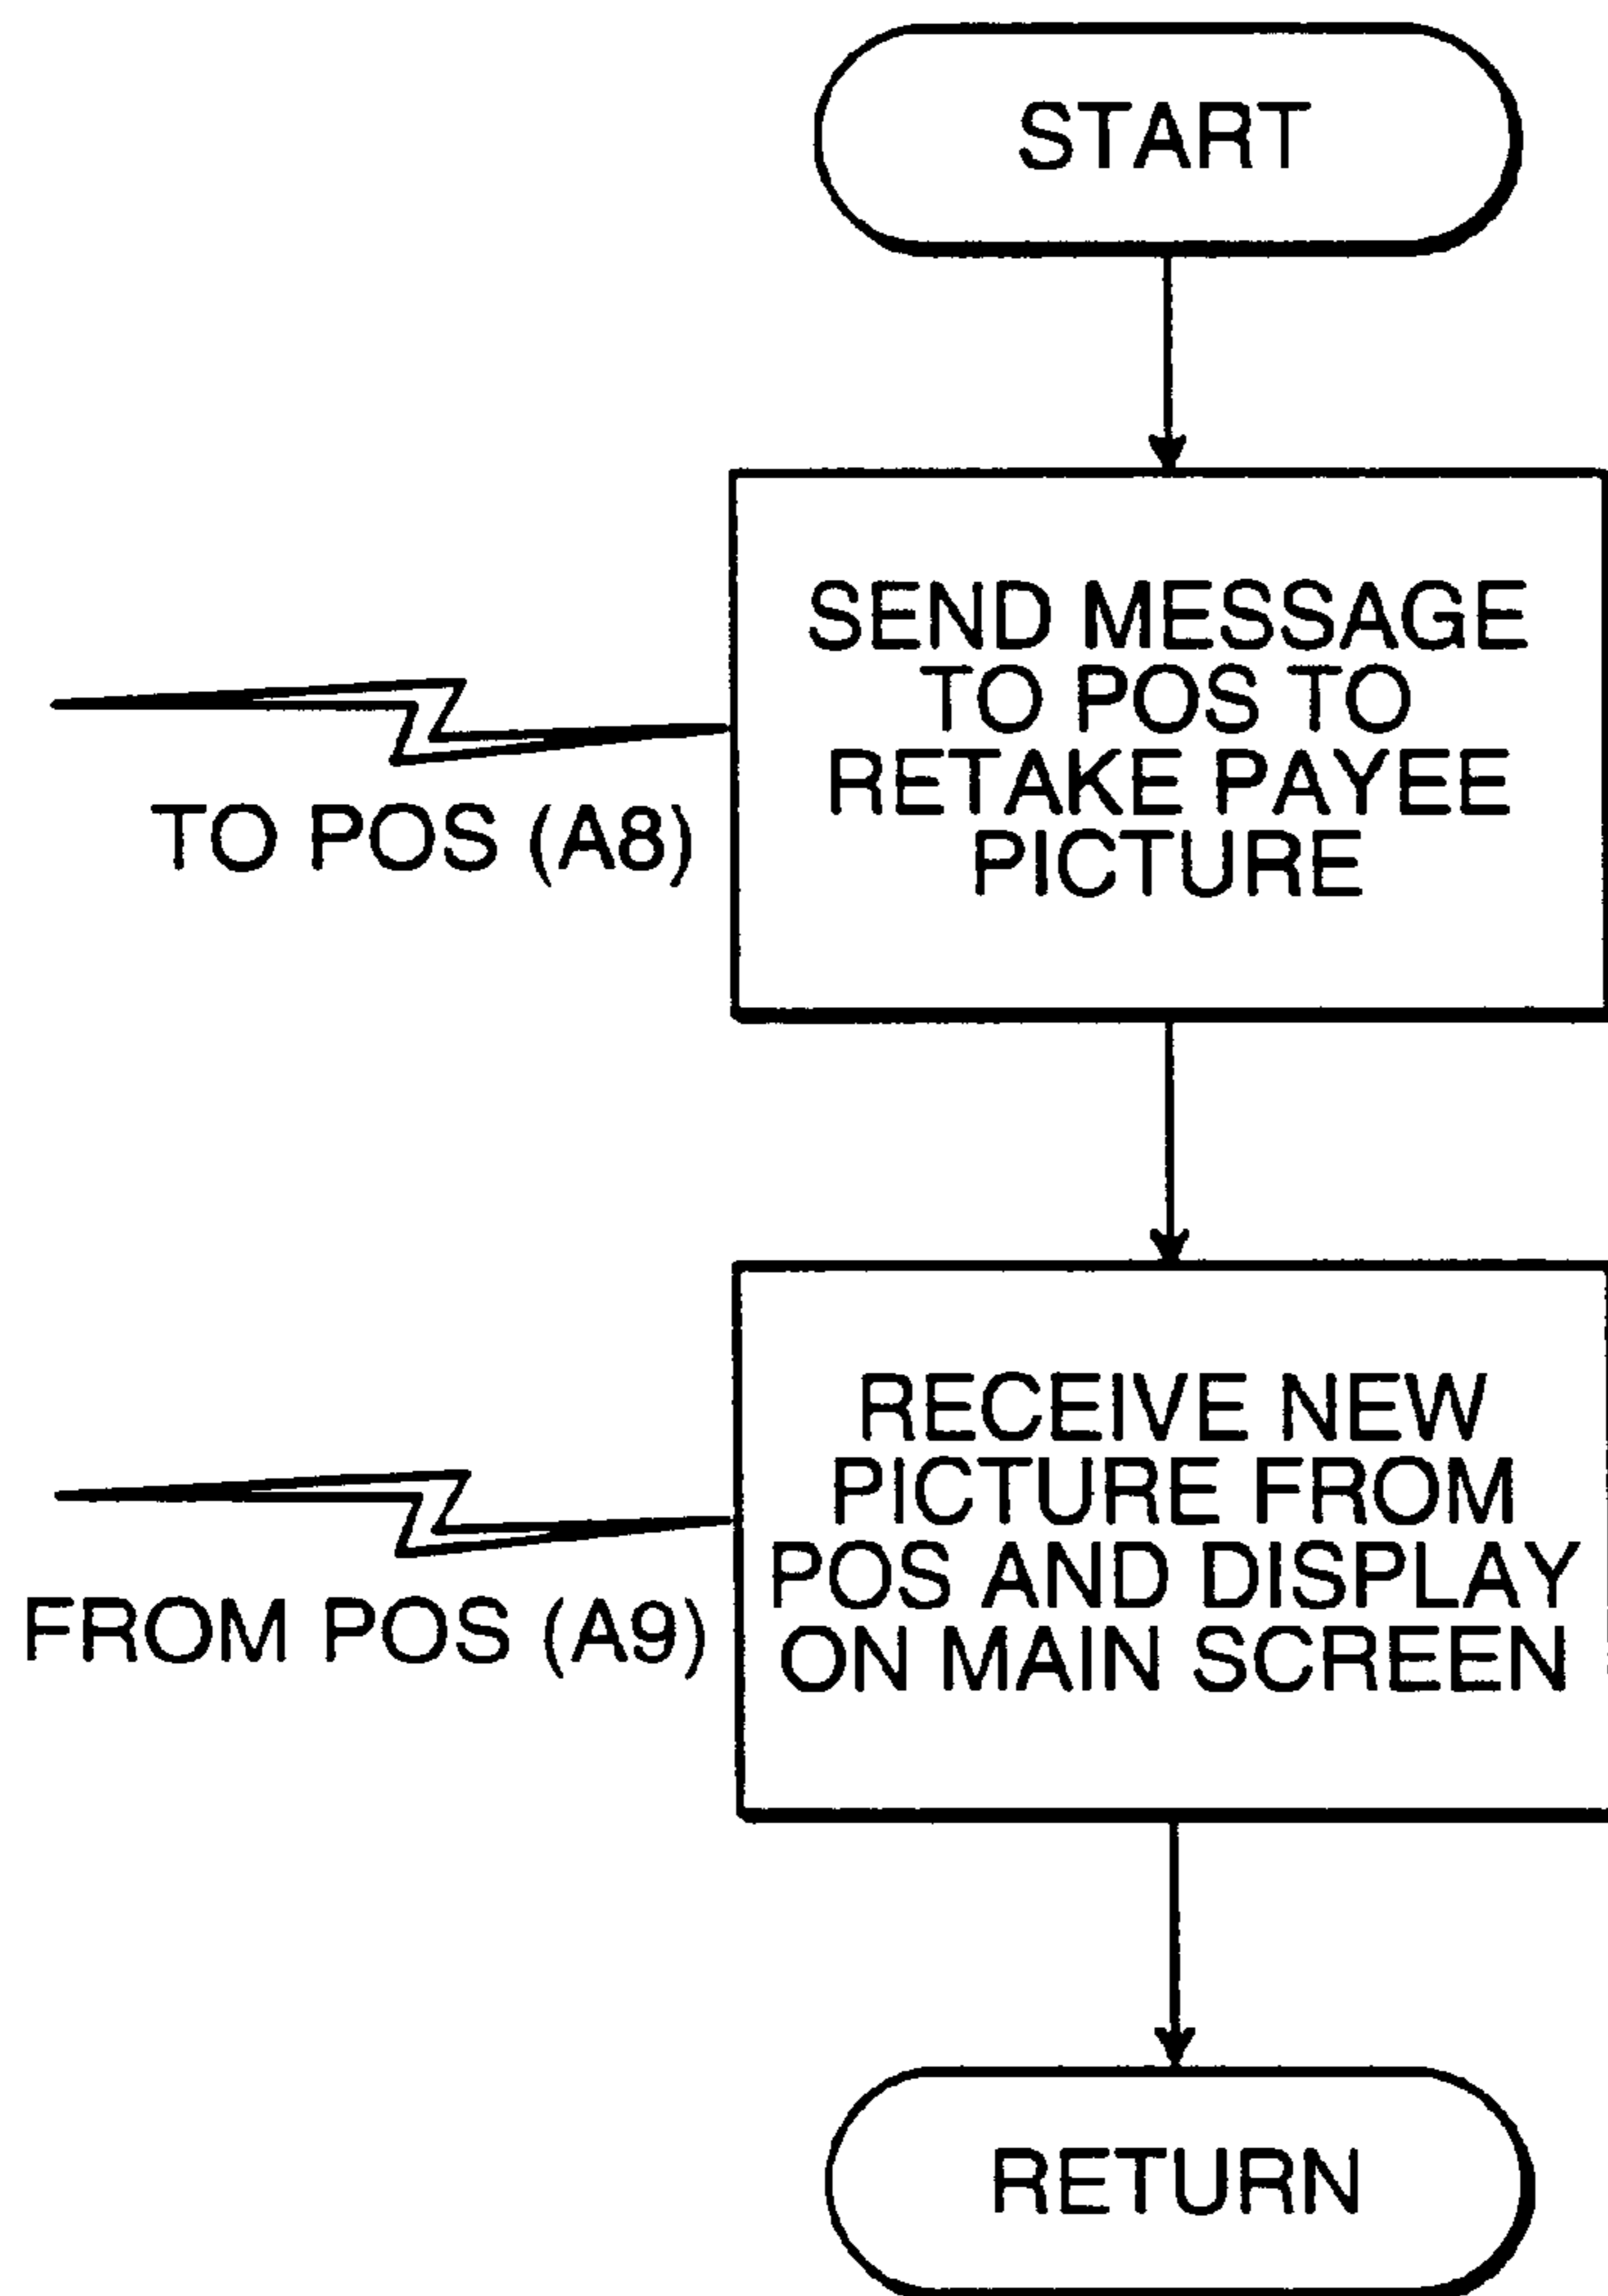 START
SEND MESSAGE
TO POS TO
RETAKE PAYEE
PICTURE
TO POS (A8)
RECEIVE NEW
PICTURE FROM
POS AND DISPLAY
ON MAIN SCREEN
FROM POS (A9)
RETURN